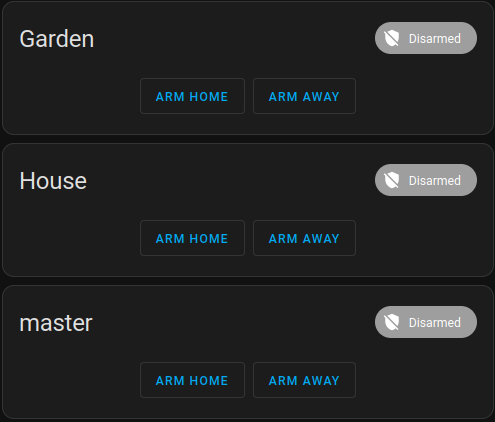 Garden
Disarmed
ARM HOME ARM AWAY
House
Disarmed
ARM HOME ARM AWAY
master
Disarmed
ARM HOME ARM AWAY